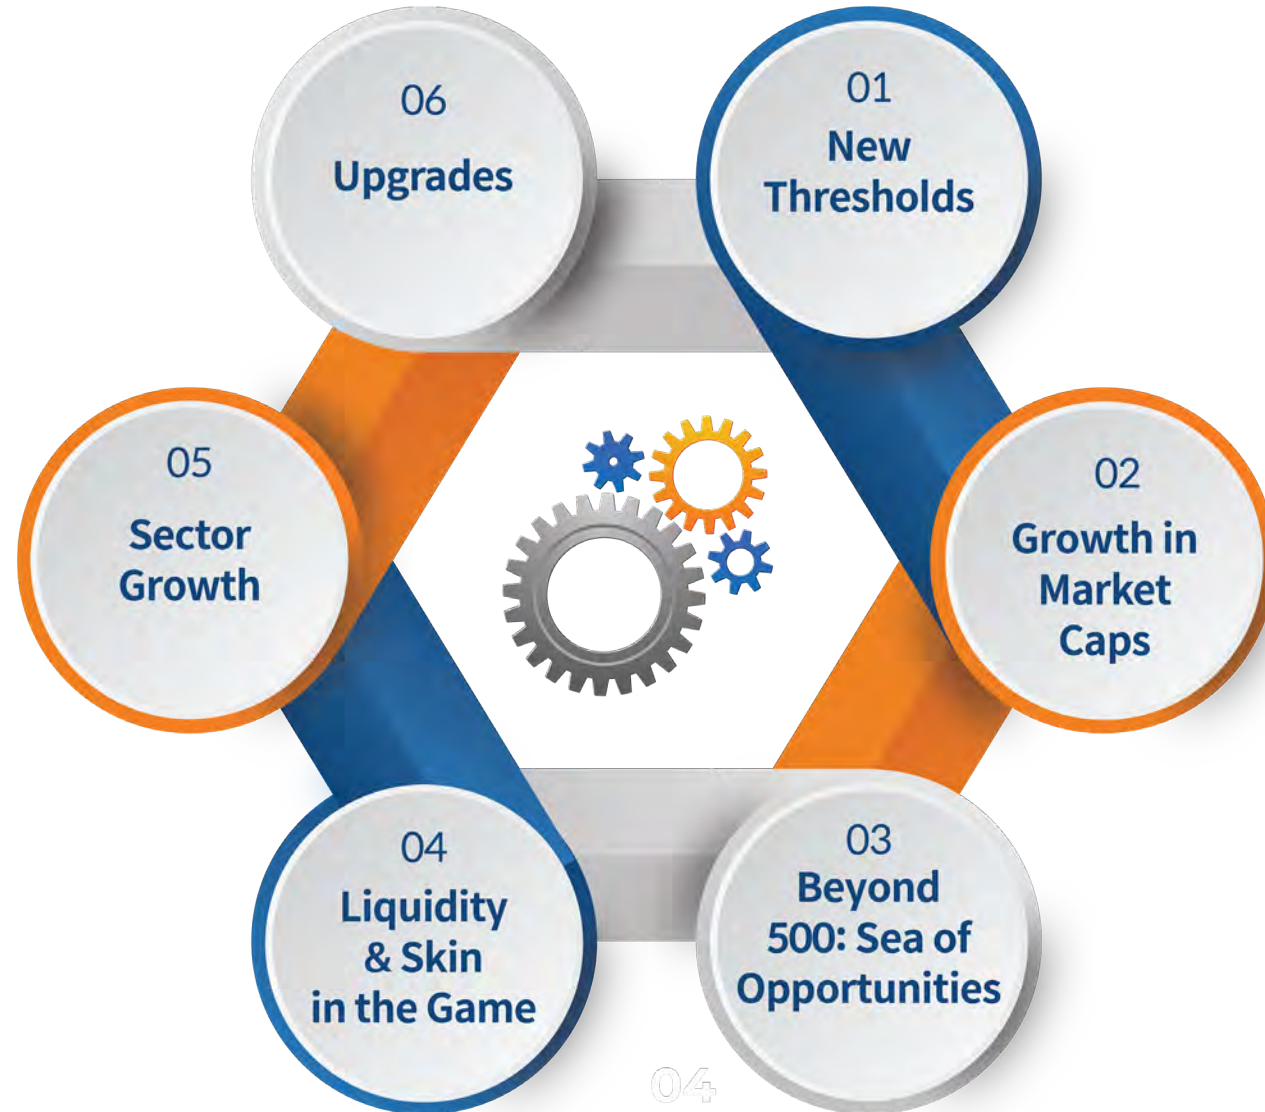 01
New
Thresholds
02
Growth in
Market
Caps
03
Beyond
500: Sea of
Opportunities
04
Liquidity
& Skin
in the Game
05
Sector
Growth
06
Upgrades
04